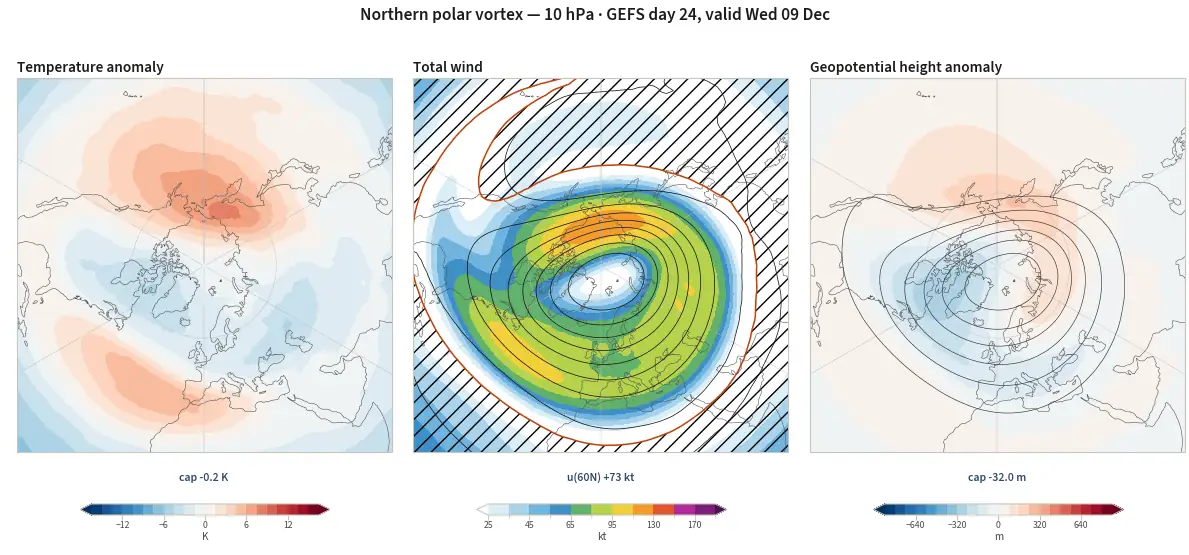 Northern polar vortex — 10 hPa · GEFS day 24, valid Wed 09 Dec
Temperature anomaly
Total wind
Geopotential height anomaly
cap -0.2 K
u(60N) +73 kt
cap -32.0 m
−12 −6 0 6 12
K
25 45 65 95 130 170
kt
−640 −320 0 320 640
m